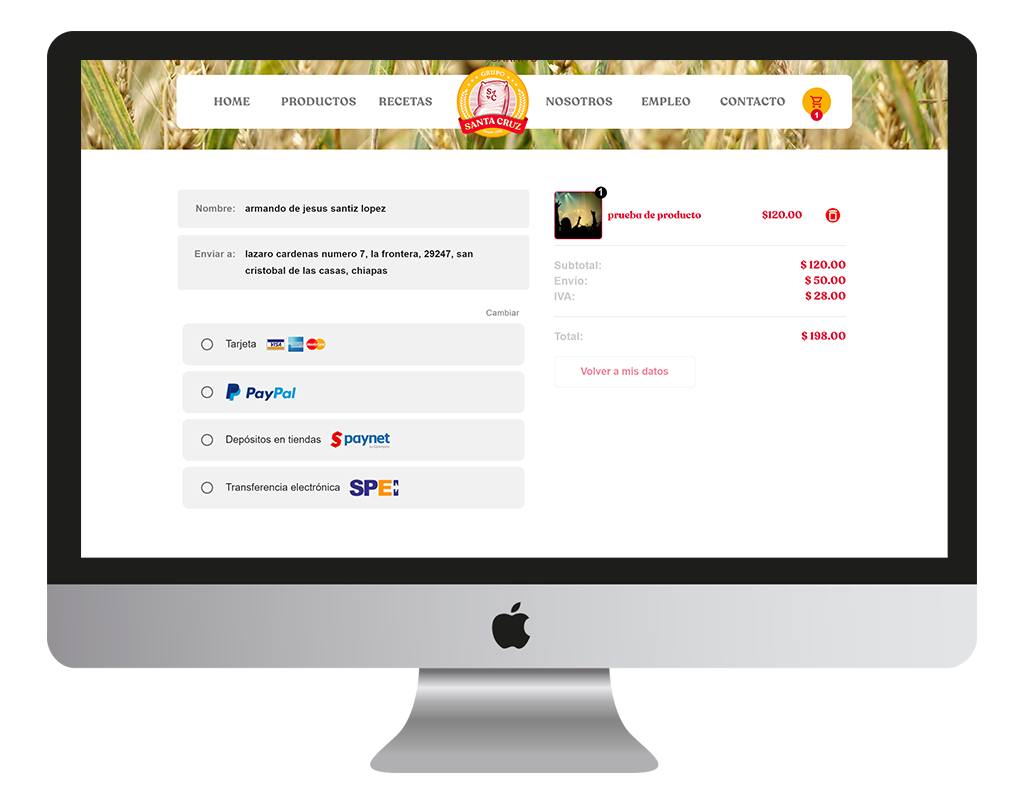 HOME
PRODUCTOS
RECETAS
GRUPO
S C
SANTA CRUZ
NOSOTROS
EMPLEO
CONTACTO
1
Nombre: armando de jesus santiz lopez
Enviar a: lazaro cardenas numero 7, la frontera, 29247, san
cristobal de las casas, chiapas
Cambiar
Tarjeta VISA
PayPal
Depósitos en tiendas paynet
Transferencia electrónica SPEI
1
prueba de producto $120.00
Subtotal: $ 120.00
Envío: $ 50.00
IVA: $ 28.00
Total: $ 198.00
Volver a mis datos